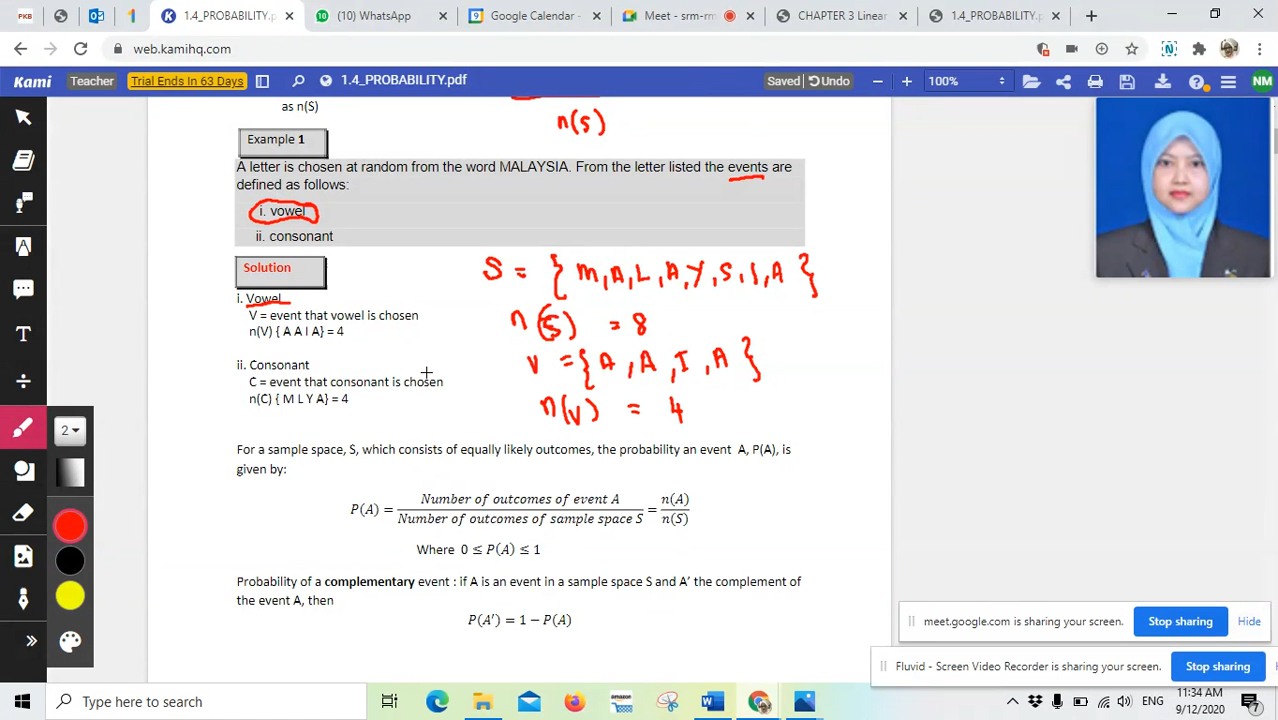 1.4_PROBABILITY.pdf
(10) WhatsApp
Google Calendar -
Meet - srm-rm
CHAPTER 3 Linear
1.4_PROBABILITY.p
web.kamihq.com
Kami
Teacher
Trial Ends In 63 Days
1.4_PROBABILITY.pdf
Saved
Undo
100%
NM
as n(S)
n(S)
Example 1
A letter is chosen at random from the word MALAYSIA. From the letter listed the events are
defined as follows:
i. vowel
ii. consonant
Solution
S = { M, A, L, A, Y, S, I, A }
i. Vowel
V = event that vowel is chosen
n(V) { A A I A} = 4
n(S) = 8
V = { A , A , I , A }
ii. Consonant
C = event that consonant is chosen
n(C) { M L Y A} = 4
n(V) = 4
For a sample space, S, which consists of equally likely outcomes, the probability an event A, P(A), is
given by:
P(A) = Number of outcomes of event A / Number of outcomes of sample space S = n(A) / n(S)
Where 0 ≤ P(A) ≤ 1
Probability of a complementary event : if A is an event in a sample space S and A′ the complement of
the event A, then
P(A′) = 1 − P(A)
2
meet.google.com is sharing your screen.
Stop sharing
Hide
Fluvid - Screen Video Recorder is sharing your screen.
Stop sharing
Type here to search
ENG
11:34 AM
9/12/2020